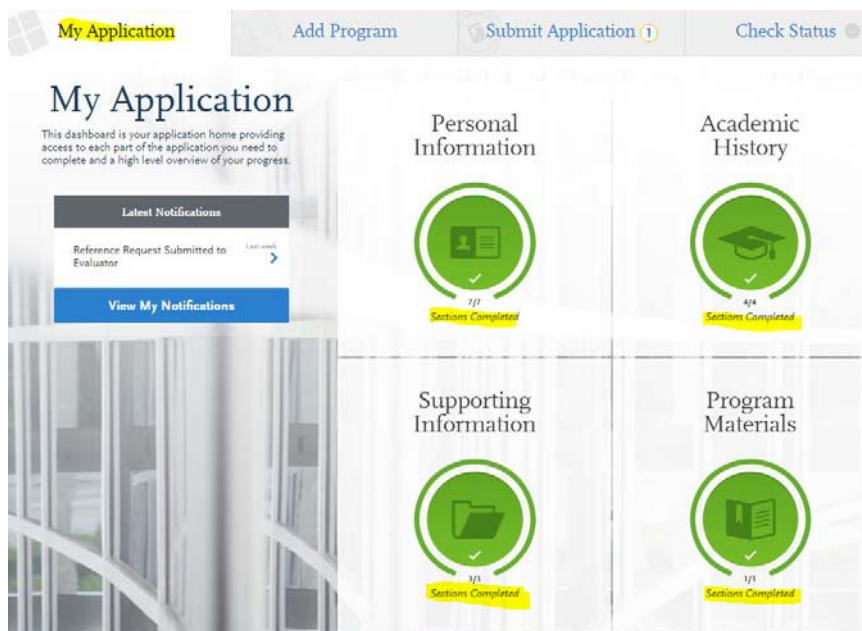 My Application
Add Program
Submit Application 1
Check Status
My Application
This dashboard is your application home providing
access to each part of the application you need to
complete and a high level overview of your progress.
Latest Notifications
Reference Request Submitted to
Evaluator
Last week
View My Notifications
Personal
Information
7/7
Sections Completed
Academic
History
4/4
Sections Completed
Supporting
Information
3/3
Sections Completed
Program
Materials
1/1
Sections Completed